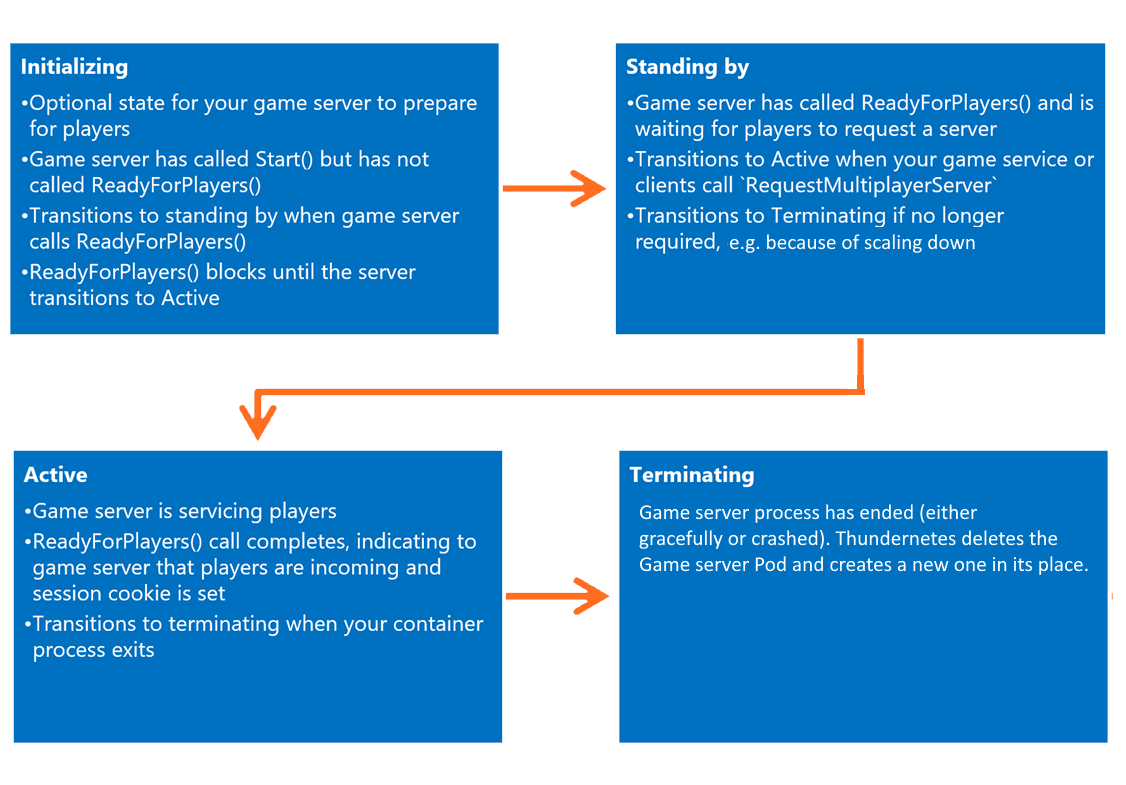 Initializing
•Optional state for your game server to prepare
for players
•Game server has called Start() but has not
called ReadyForPlayers()
•Transitions to standing by when game server
calls ReadyForPlayers()
•ReadyForPlayers() blocks until the server
transitions to Active
Standing by
•Game server has called ReadyForPlayers() and is
waiting for players to request a server
•Transitions to Active when your game service or
clients call `RequestMultiplayerServer`
•Transitions to Terminating if no longer
required, e.g. because of scaling down
Active
•Game server is servicing players
•ReadyForPlayers() call completes, indicating to
game server that players are incoming and
session cookie is set
•Transitions to terminating when your container
process exits
Terminating
Game server process has ended (either
gracefully or crashed). Thundernetes deletes the
Game server Pod and creates a new one in its place.